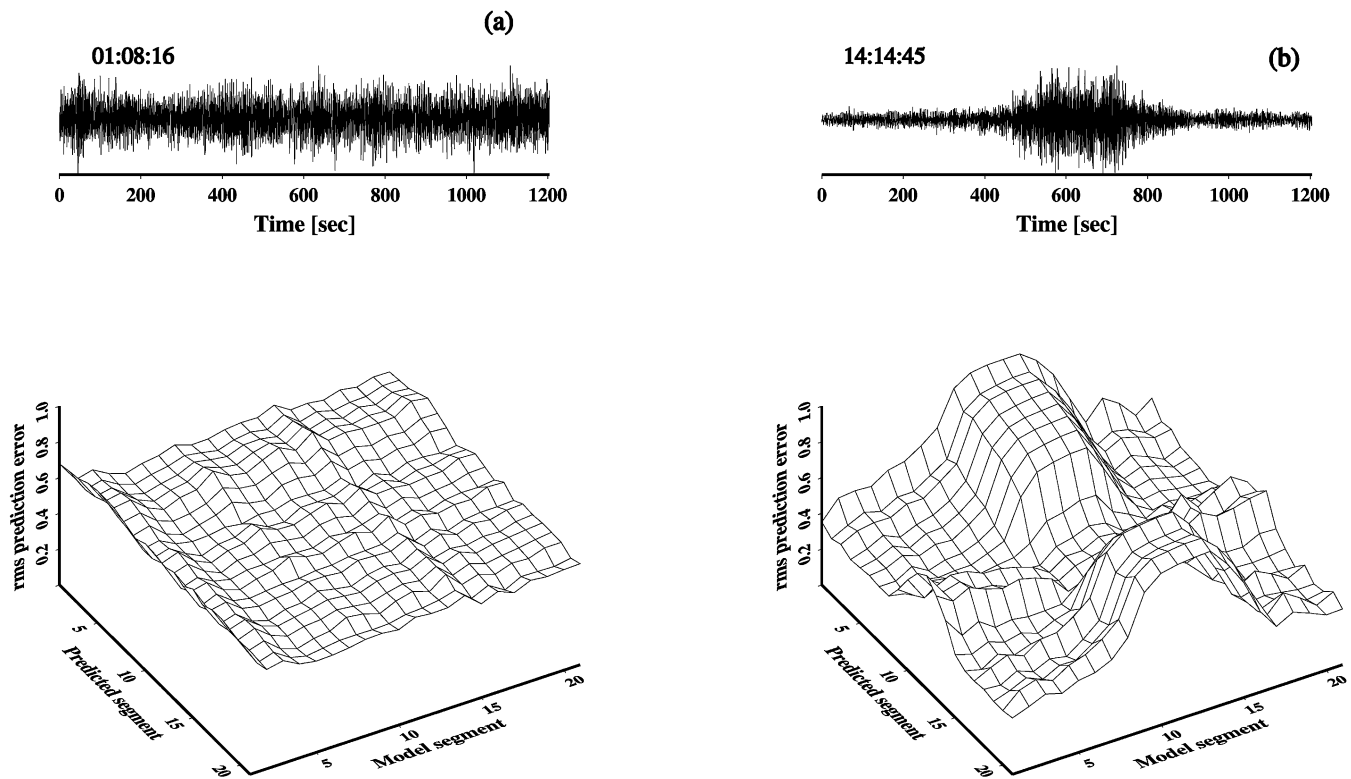 (a)
01:08:16
0 200 400 600 800 1000 1200
Time [sec]
14:14:45
(b)
0 200 400 600 800 1000 1200
Time [sec]
rms prediction error
0.2 0.4 0.6 0.8 1.0
Predicted segment
5 10 15 20
Model segment
5 10 15 20
rms prediction error
0.2 0.4 0.6 0.8 1.0
Predicted segment
5 10 15 20
Model segment
5 10 15 20